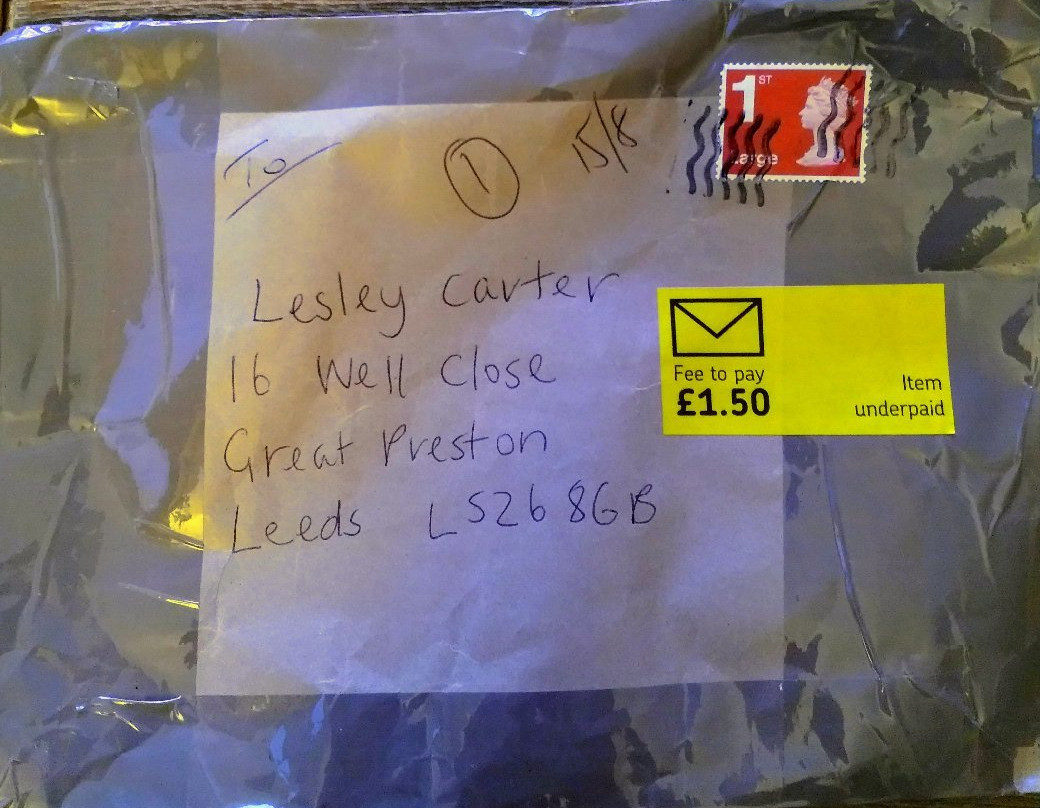 To
1
15/8
1ST
Large
Lesley Carter
16 Well Close
Great Preston
Leeds LS26 8GB
Fee to pay
£1.50
Item
underpaid